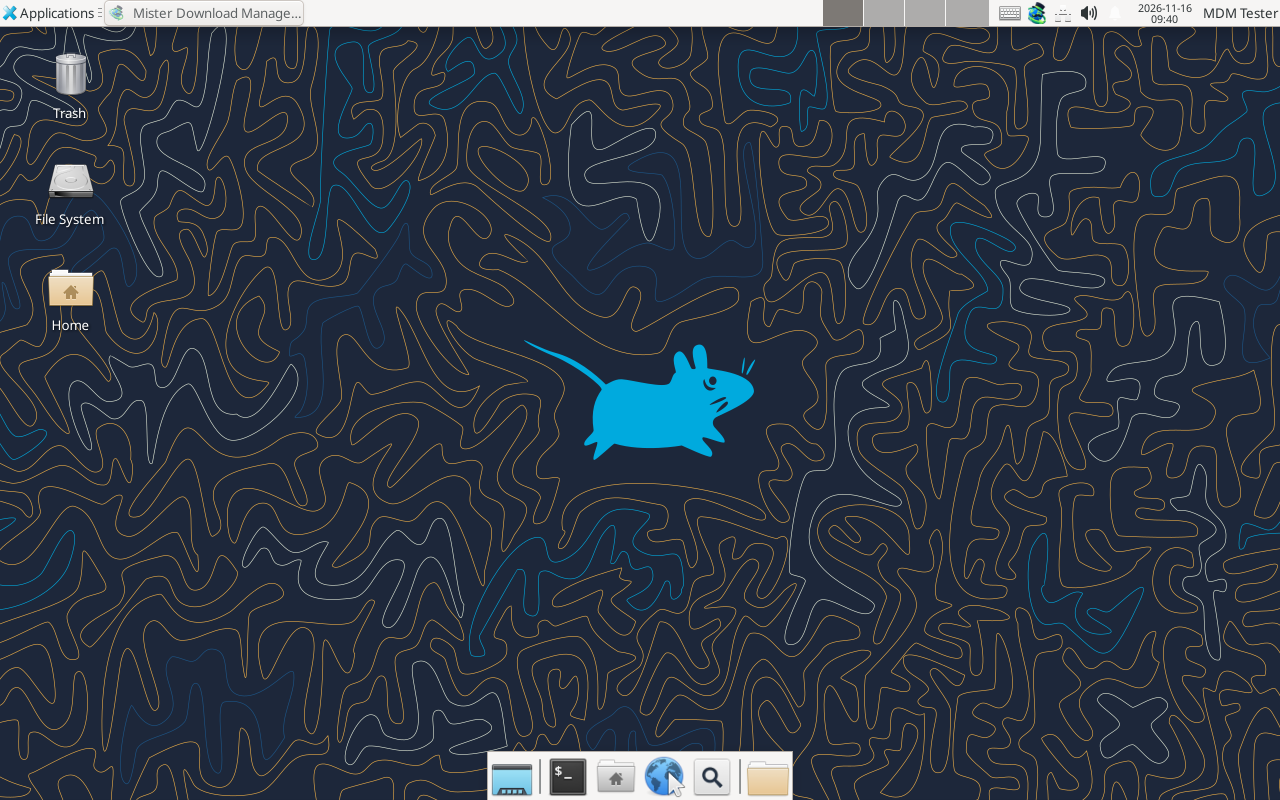 Applications
Mister Download Manage...
2026-11-16
09:40
MDM Tester
Trash
File System
Home
$_